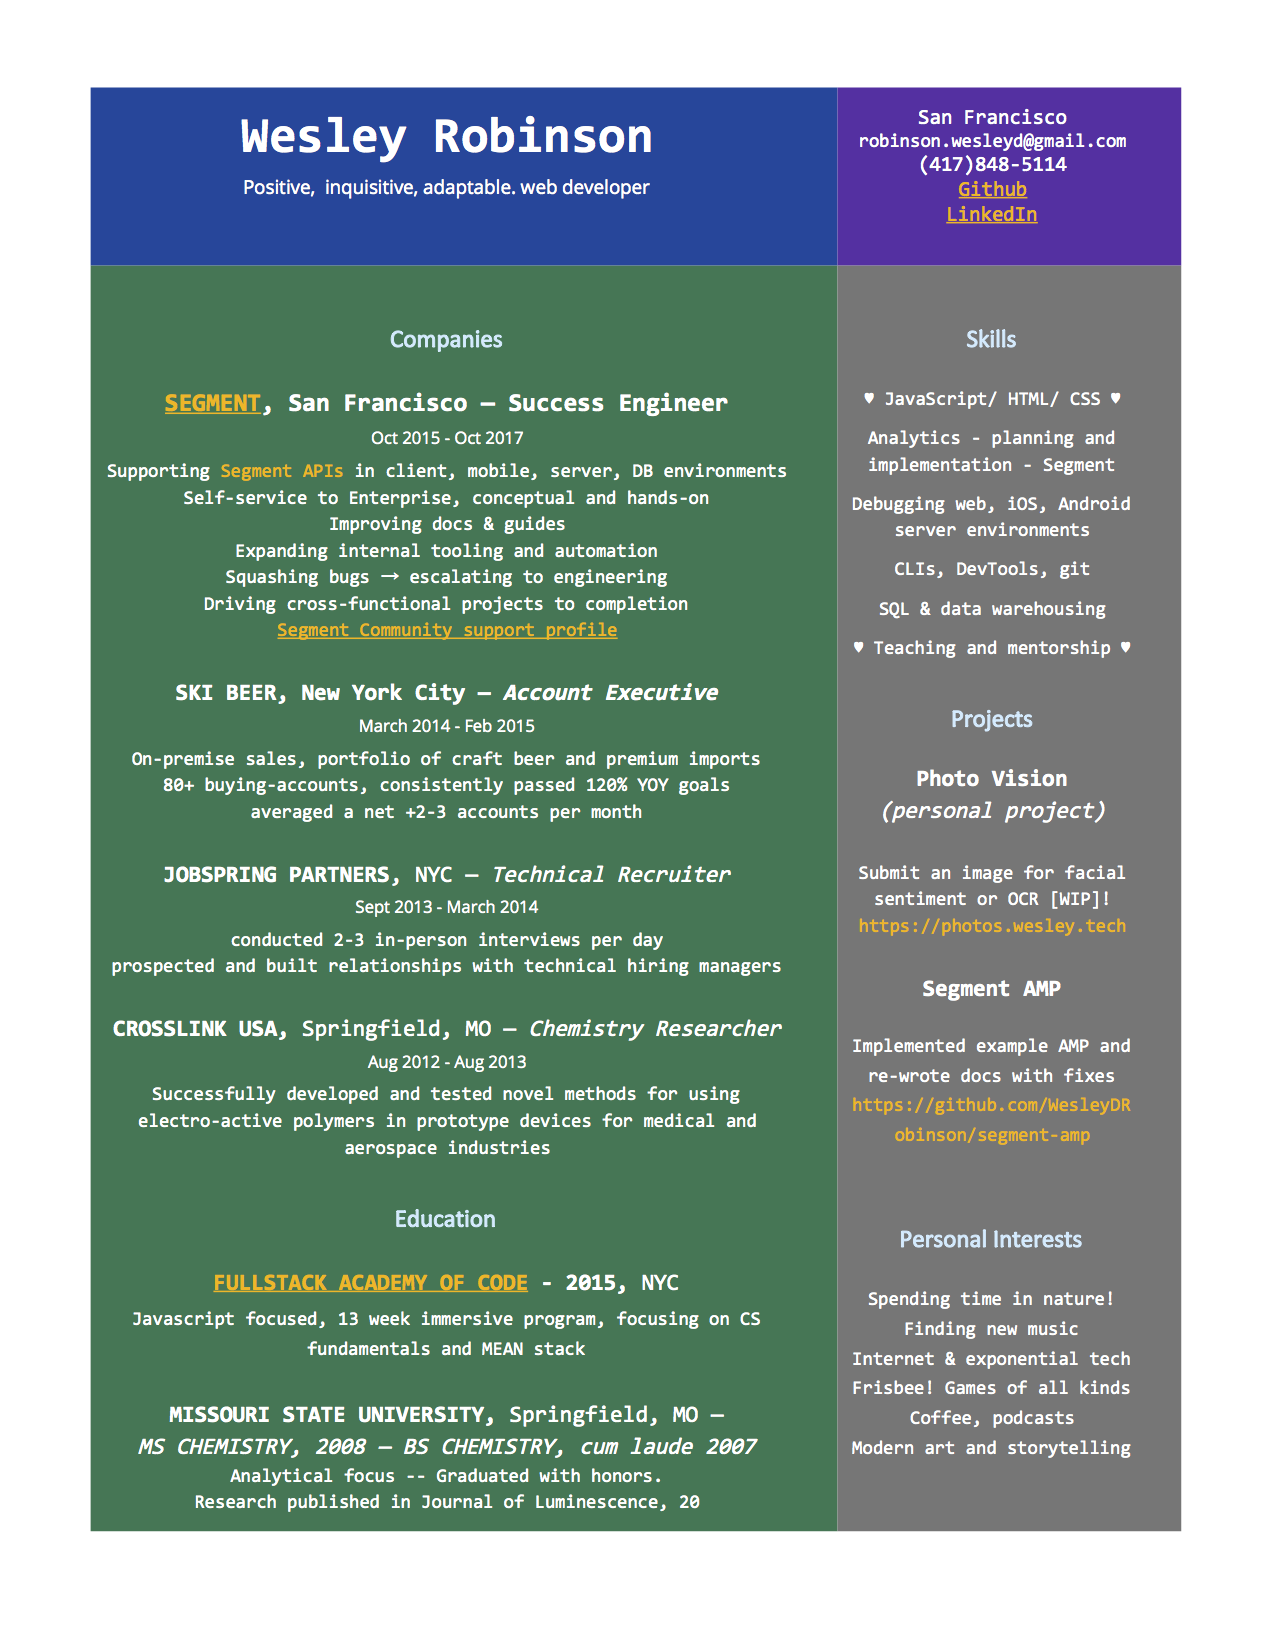 Wesley Robinson
Positive,  inquisitive, adaptable. web developer
San Francisco
robinson.wesleyd@gmail.com
(417)848-5114
Github
LinkedIn
Companies
SEGMENT, San Francisco — Success Engineer
Oct 2015 - Oct 2017
Supporting Segment APIs in client, mobile, server, DB environments
Self-service to Enterprise, conceptual and hands-on
Improving docs & guides
Expanding internal tooling and automation
Squashing bugs → escalating to engineering
Driving cross-functional projects to completion
Segment Community support profile
SKI BEER, New York City — Account Executive
March 2014 - Feb 2015
On-premise sales, portfolio of craft beer and premium imports
80+ buying-accounts, consistently passed 120% YOY goals
averaged a net +2-3 accounts per month
JOBSPRING PARTNERS, NYC — Technical Recruiter
Sept 2013 - March 2014
conducted 2-3 in-person interviews per day
prospected and built relationships with technical hiring managers
CROSSLINK USA, Springfield, MO — Chemistry Researcher
Aug 2012 - Aug 2013
Successfully developed and tested novel methods for using
electro-active polymers in prototype devices for medical and
aerospace industries
Education
FULLSTACK ACADEMY OF CODE - 2015, NYC
Javascript focused, 13 week immersive program, focusing on CS
fundamentals and MEAN stack
MISSOURI STATE UNIVERSITY, Springfield, MO —
MS CHEMISTRY, 2008 — BS CHEMISTRY, cum laude 2007
Analytical focus -- Graduated with honors.
Research published in Journal of Luminescence, 20
Skills
♥ JavaScript/ HTML/ CSS ♥
Analytics - planning and
implementation - Segment
Debugging web, iOS, Android
server environments
CLIs, DevTools, git
SQL & data warehousing
♥ Teaching and mentorship ♥
Projects
Photo Vision
(personal project)
Submit an image for facial
sentiment or OCR [WIP]!
https://photos.wesley.tech
Segment AMP
Implemented example AMP and
re-wrote docs with fixes
https://github.com/WesleyDR
obinson/segment-amp
Personal Interests
Spending time in nature!
Finding new music
Internet & exponential tech
Frisbee! Games of all kinds
Coffee, podcasts
Modern art and storytelling